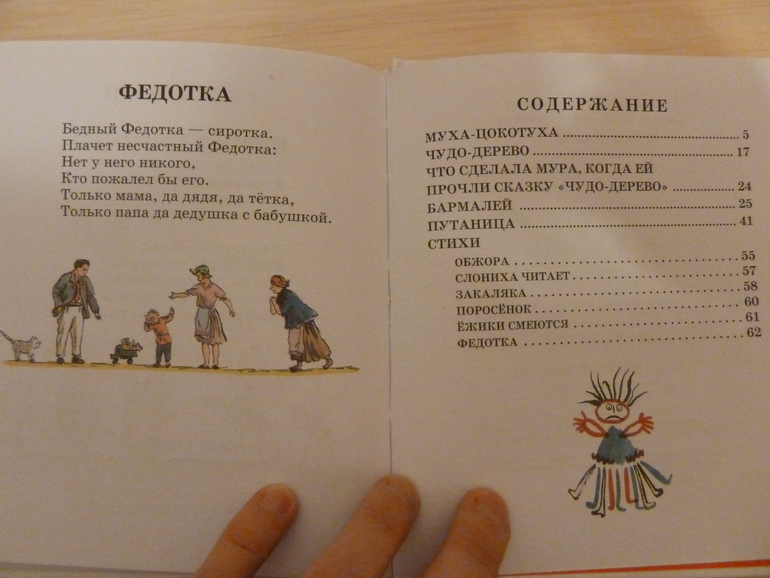 ФЕДОТКА
Бедный Федотка — сиротка.
Плачет несчастный Федотка:
Нет у него никого,
Кто пожалел бы его.
Только мама, да дядя, да тётка,
Только папа да дедушка с бабушкой.
СОДЕРЖАНИЕ
МУХА-ЦОКОТУХА ........ 5
ЧУДО-ДЕРЕВО ........ 17
ЧТО СДЕЛАЛА МУРА, КОГДА ЕЙ
ПРОЧЛИ СКАЗКУ «ЧУДО-ДЕРЕВО» ........ 24
БАРМАЛЕЙ ........ 25
ПУТАНИЦА ........ 41
СТИХИ
ОБЖОРА ........ 55
СЛОНИХА ЧИТАЕТ ........ 57
ЗАКАЛЯКА ........ 58
ПОРОСЁНОК ........ 60
ЁЖИКИ СМЕЮТСЯ ........ 61
ФЕДОТКА ........ 62